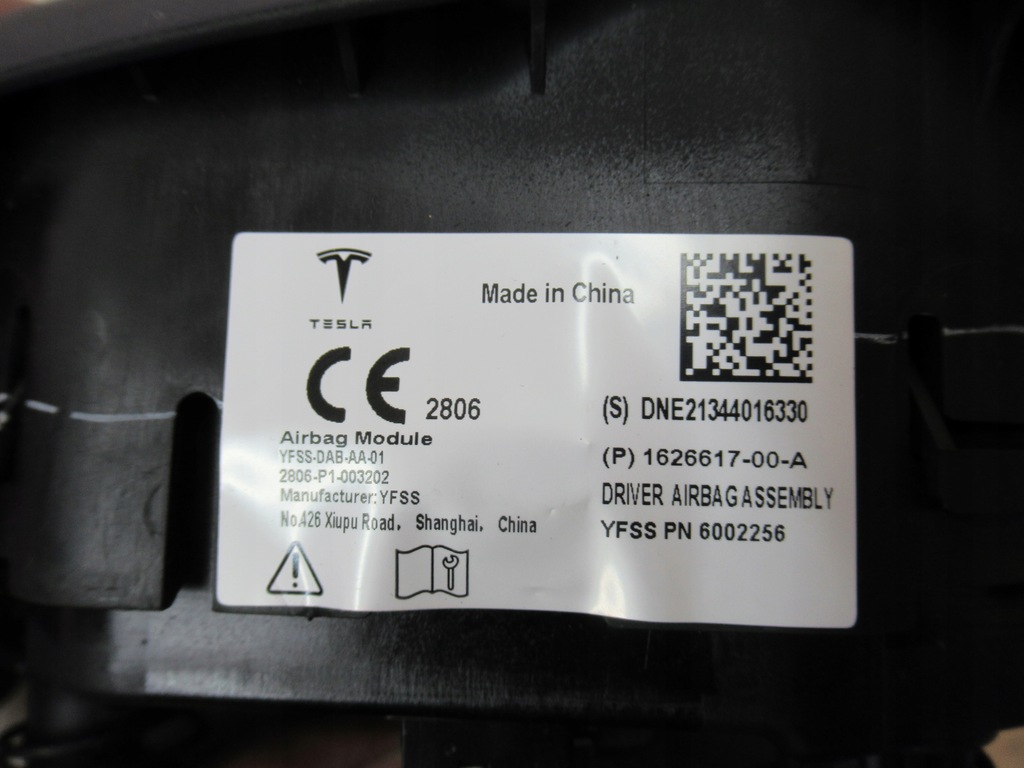 TESLA
Made in China
CE 2806
Airbag Module
YFSS-DAB-AA-01
2806-P1-003202
Manufacturer: YFSS
No.426 Xiupu Road, Shanghai, China
(S) DNE21344016330
(P) 1626617-00-A
DRIVER AIRBAG ASSEMBLY
YFSS PN 6002256